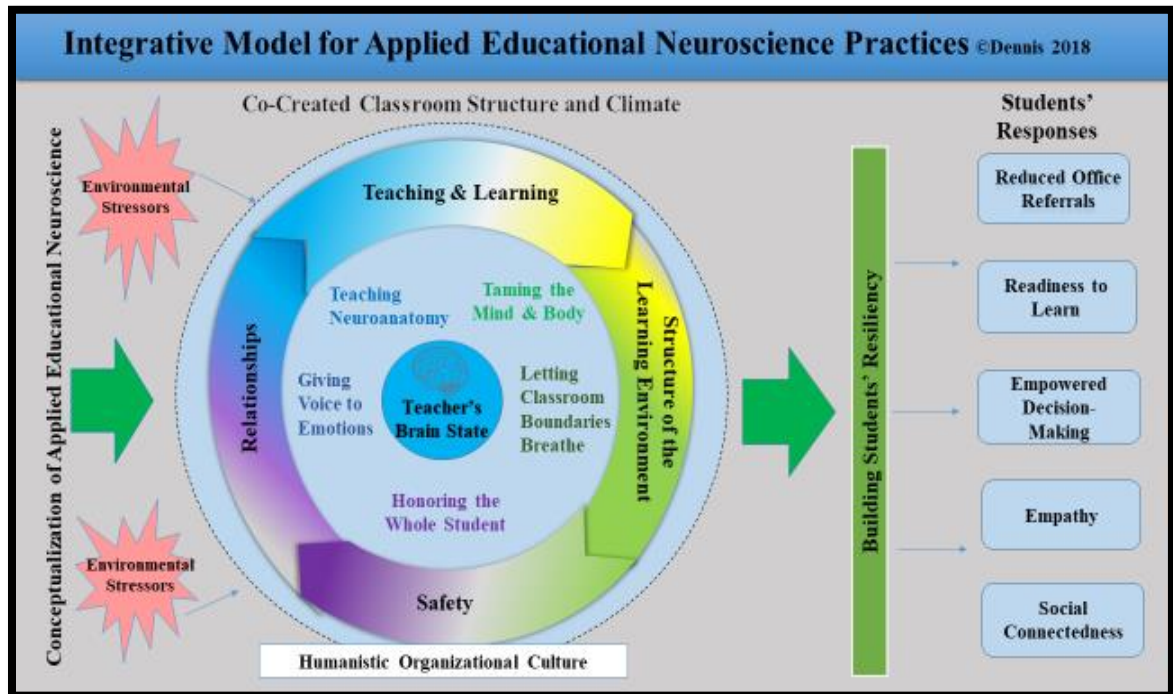 Integrative Model for Applied Educational Neuroscience Practices ©Dennis 2018
Conceptualization of Applied Educational Neuroscience
Environmental
Stressors
Environmental
Stressors
Co-Created Classroom Structure and Climate
Teaching & Learning
Structure of the
Learning Environment
Safety
Relationships
Teaching
Neuroanatomy
Taming the
Mind & Body
Giving
Voice to
Emotions
Teacher's
Brain State
Letting
Classroom
Boundaries
Breathe
Honoring the
Whole Student
Humanistic Organizational Culture
Building Students' Resiliency
Students'
Responses
Reduced Office
Referrals
Readiness to
Learn
Empowered
Decision-
Making
Empathy
Social
Connectedness